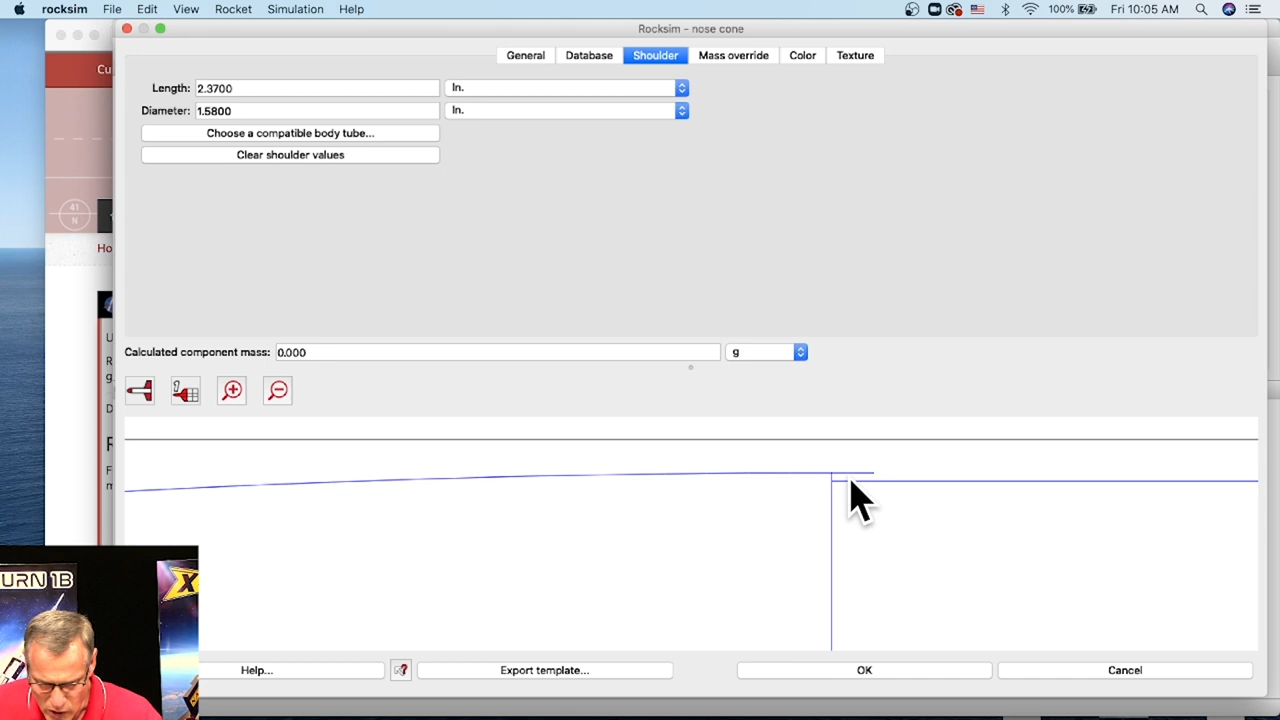 rocksim File Edit View Rocket Simulation Help 100% Fri 10:05 AM
Rocksim - nose cone
Cu
General Database Shoulder Mass override Color Texture
Length: 2.3700 In.
Diameter: 1.5800 In.
Choose a compatible body tube...
Clear shoulder values
41
N
Ho
U
R
g
D
R
F
m
Calculated component mass: 0.000 g
URN 1B
X
Help... Export template... OK Cancel